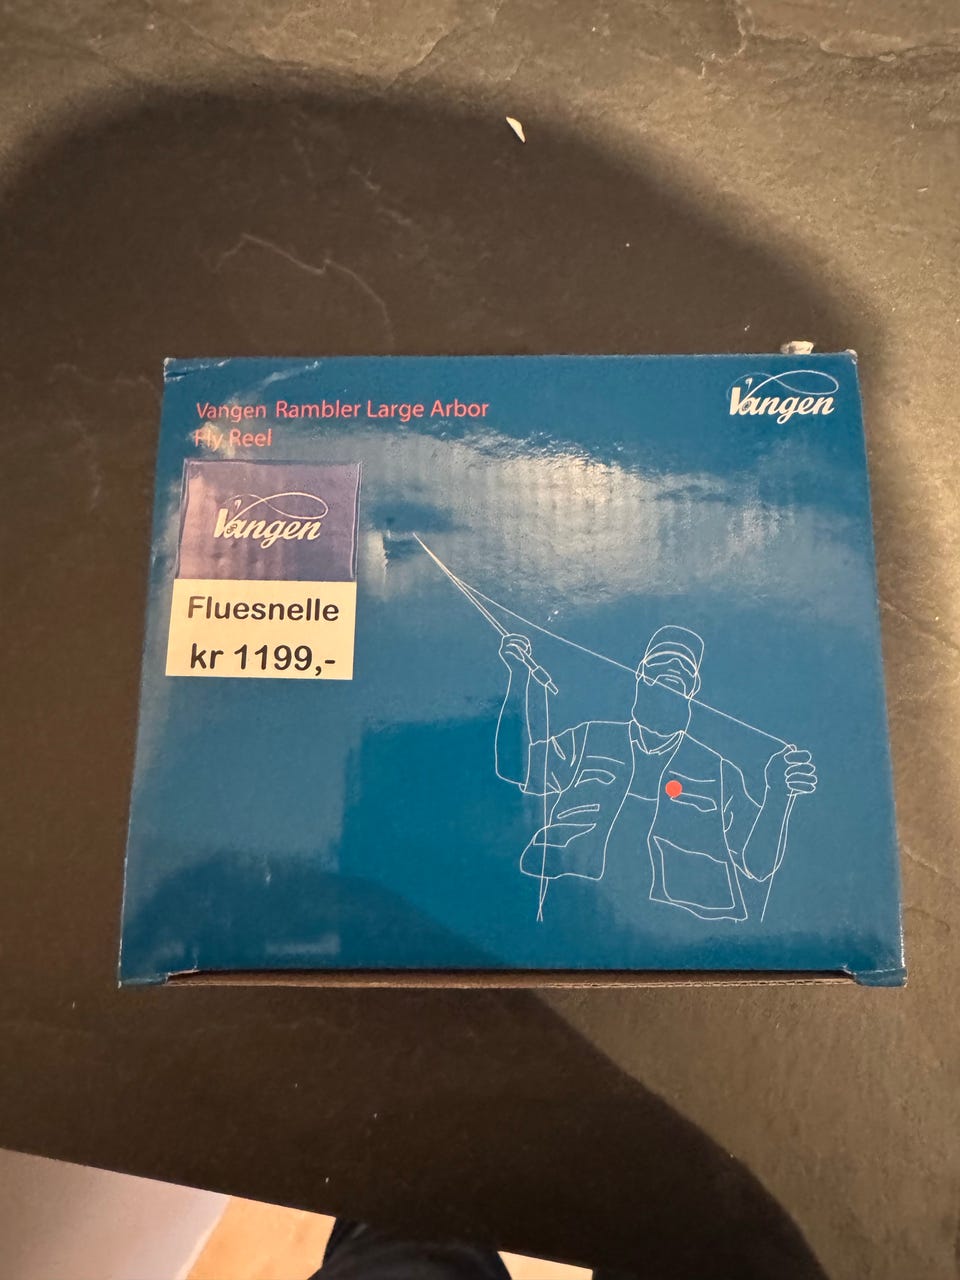 Vangen Rambler Large Arbor
Fly Reel
Vangen
Vangen
Fluesnelle
kr 1199,-